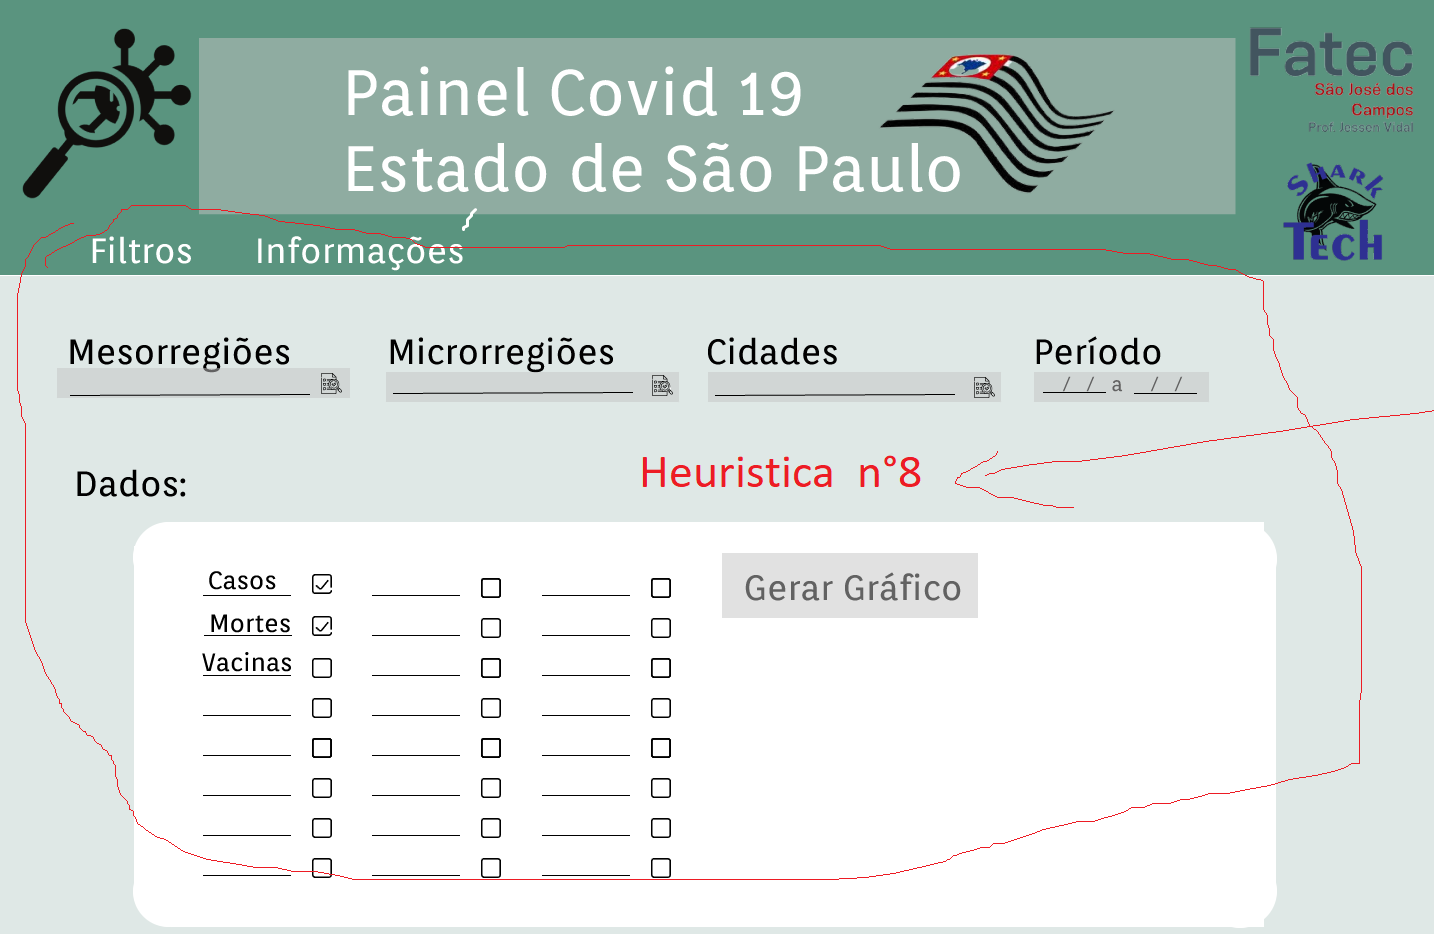 Painel Covid 19
Estado de São Paulo
Fatec
São José dos
Campos
Prof. Jessen Vidal
SHARK
TECH
Filtros Informações
Mesorregiões Microrregiões Cidades Período
/ / a / /
Dados:
Heuristica n°8
Casos
Mortes
Vacinas
Gerar Gráfico